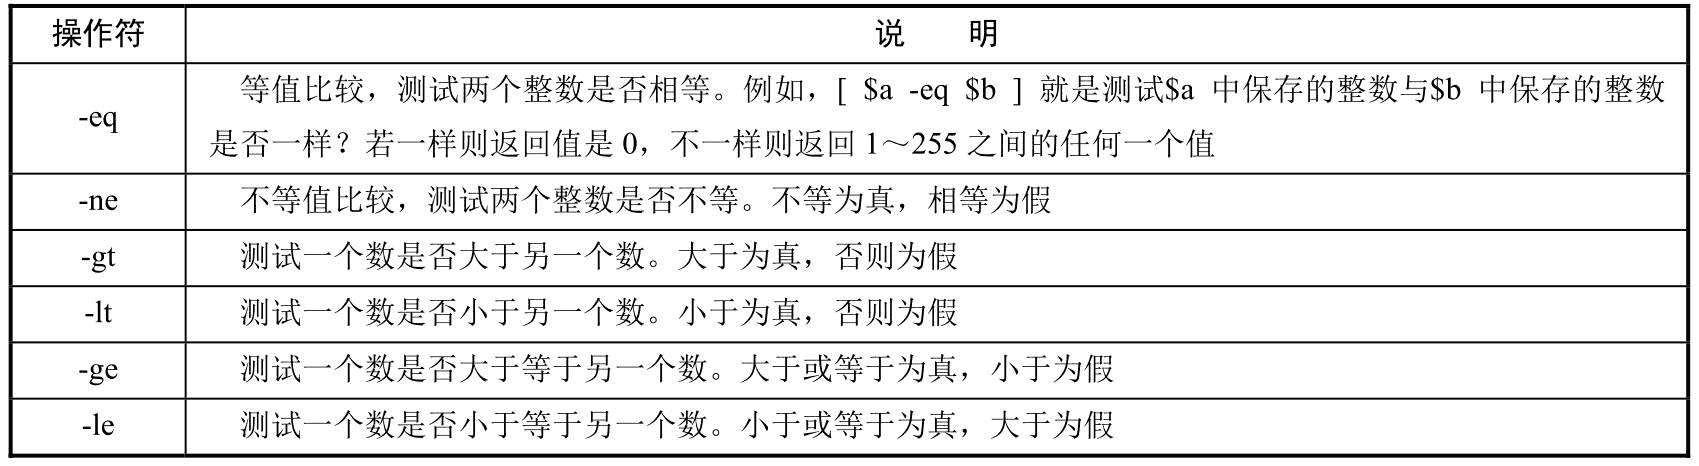 操作符 说 明
-eq 等值比较，测试两个整数是否相等。例如，[ $a -eq $b ] 就是测试$a 中保存的整数与$b 中保存的整数
是否一样？若一样则返回值是 0，不一样则返回 1～255 之间的任何一个值
-ne 不等值比较，测试两个整数是否不等。不等为真，相等为假
-gt 测试一个数是否大于另一个数。大于为真，否则为假
-lt 测试一个数是否小于另一个数。小于为真，否则为假
-ge 测试一个数是否大于等于另一个数。大于或等于为真，小于为假
-le 测试一个数是否小于等于另一个数。小于或等于为真，大于为假